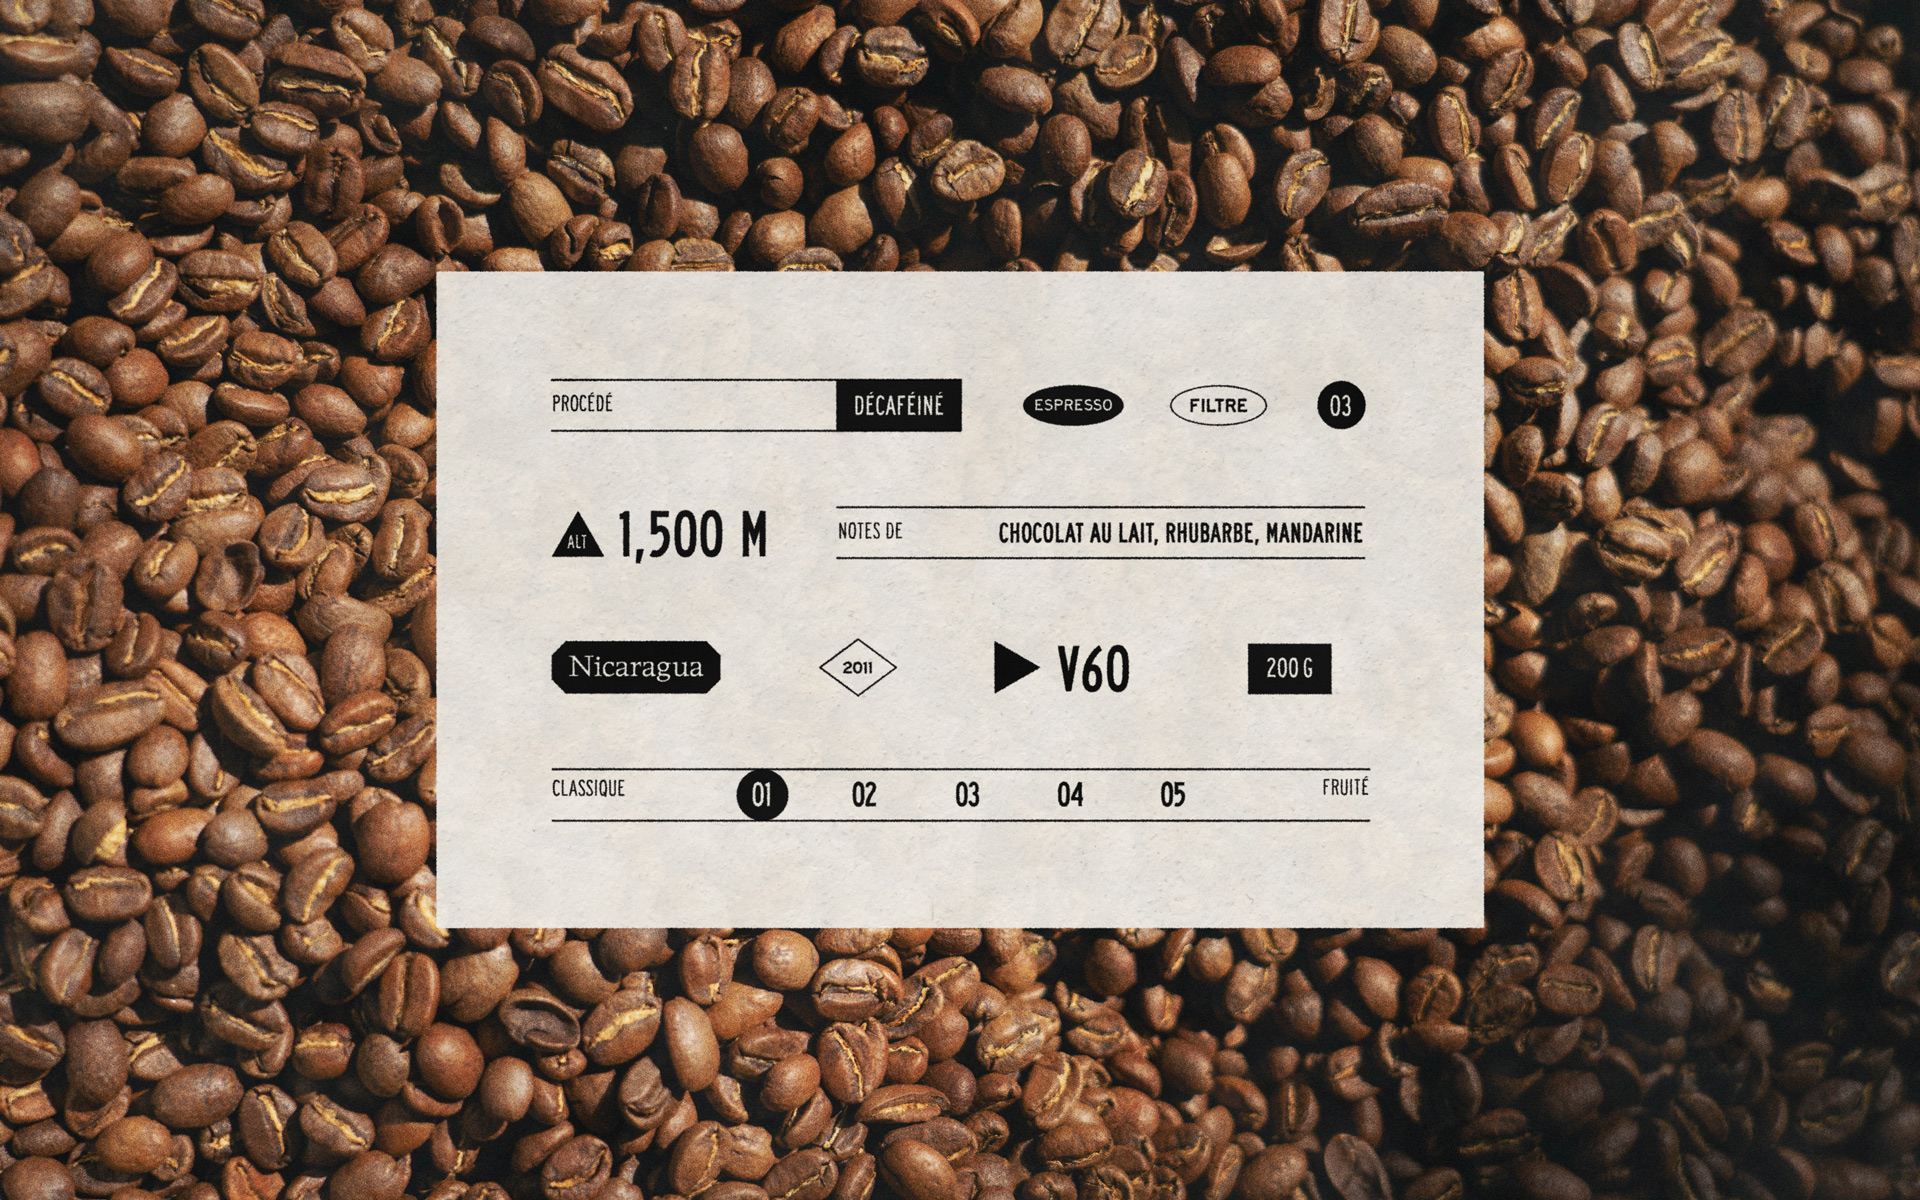 PROCÉDÉ DÉCAFÉINÉ ESPRESSO FILTRE 03
ALT 1,500 M NOTES DE CHOCOLAT AU LAIT, RHUBARBE, MANDARINE
Nicaragua 2011 V60 200 G
CLASSIQUE 01 02 03 04 05 FRUITÉ